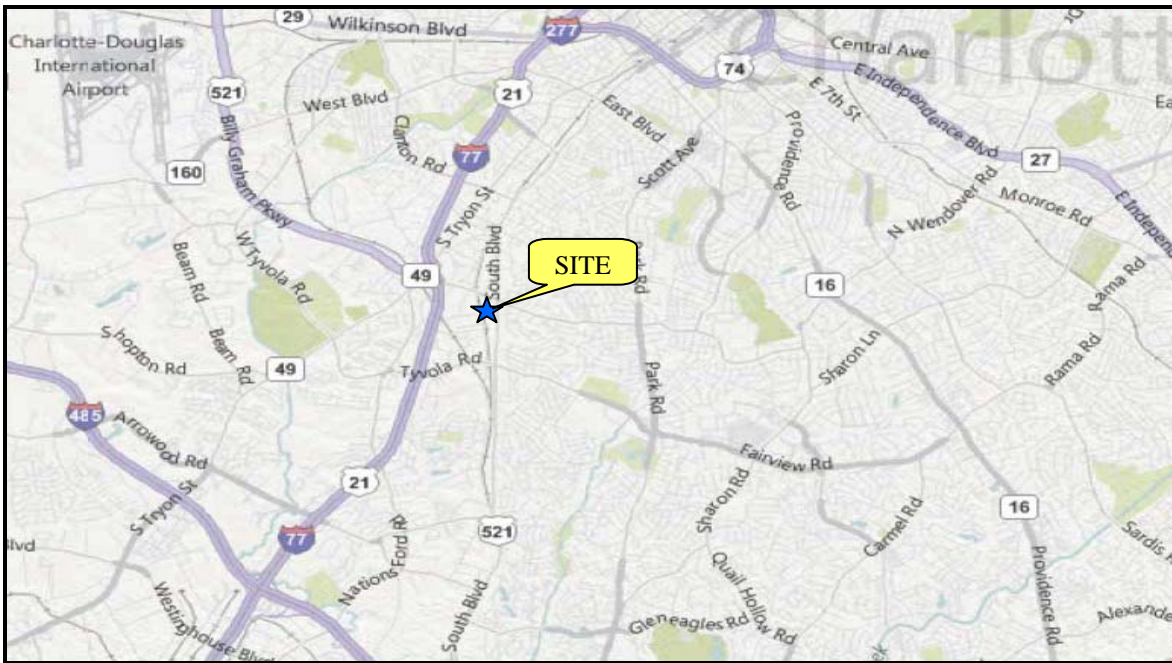 29
Wilkinson Blvd
277
Charlotte-Douglas
International
Airport
Central Ave
Charlott
74
521
21
E Independence Blvd
E 7th St
West Blvd
East Blvd
Providence Rd
Billy Graham Pkwy
Clanton Rd
77
Scott Ave
27
160
Monroe Rd
S Tryon St
N Wendover Rd
E Independ
W Tyvola Rd
Beam Rd
South Blvd
SITE
49
16
Rama Rd
Shopton Rd
Beam Rd
49
Tyvola Rd
Park Rd
Sharon Ln
Rama Rd
485
Arrowood Rd
Fairview Rd
21
S Tryon St
Sharon Rd
16
Carmel Rd
521
77
Nations Ford Rd
Sardis
Blvd
Quail Hollow Rd
Providence Rd
Westinghouse Blvd
South Blvd
Gleneagles Rd
Alexande